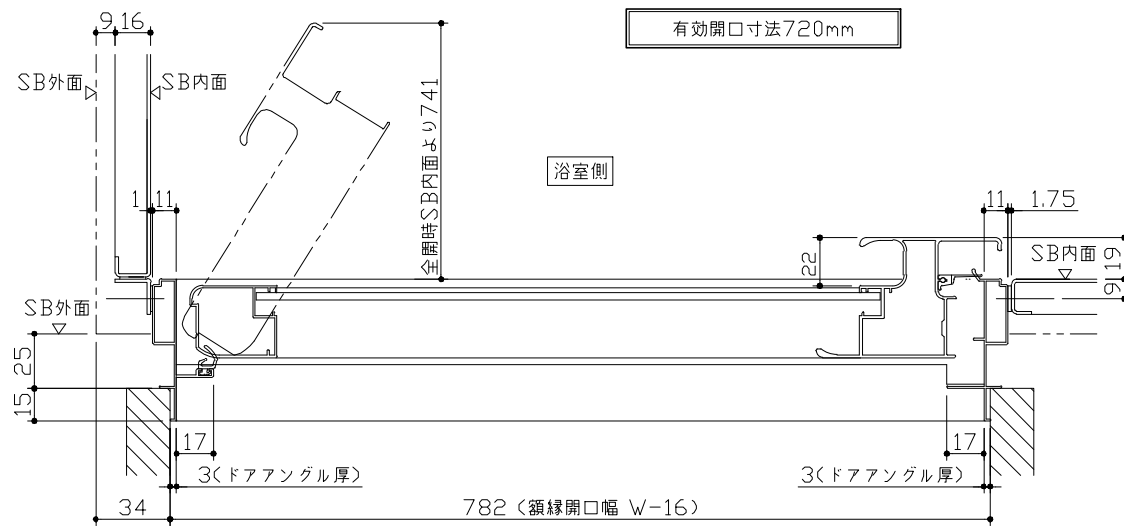 有効開口寸法720mm
9 16
SB外面
SB内面
全開時SB内面より741
浴室側
1 11
11 1.75
22
SB内面
19
9
SB外面
25
15
17
17
3(ドアアングル厚)
3(ドアアングル厚)
34
782 (額縁開口幅 W-16)